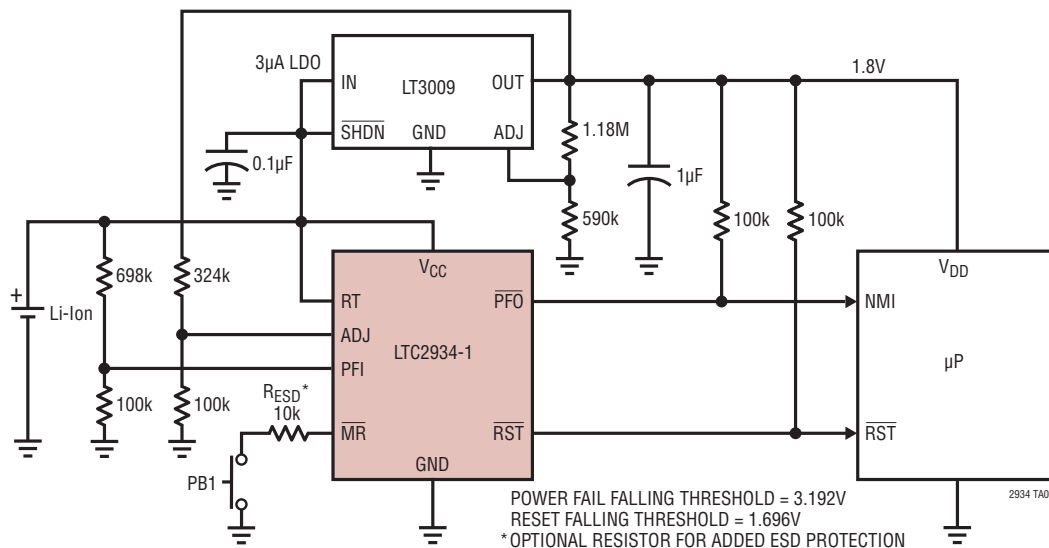 3µA LDO
IN
LT3009
OUT
SHDN
GND
ADJ
1.8V
0.1µF
1.18M
1µF
590k
100k
100k
698k
324k
VCC
VDD
Li-Ion
+
RT
PFO
NMI
ADJ
LTC2934-1
PFI
µP
100k
100k
RESD*
10k
MR
RST
RST
GND
PB1
POWER FAIL FALLING THRESHOLD = 3.192V
RESET FALLING THRESHOLD = 1.696V
*OPTIONAL RESISTOR FOR ADDED ESD PROTECTION
2934 TA0